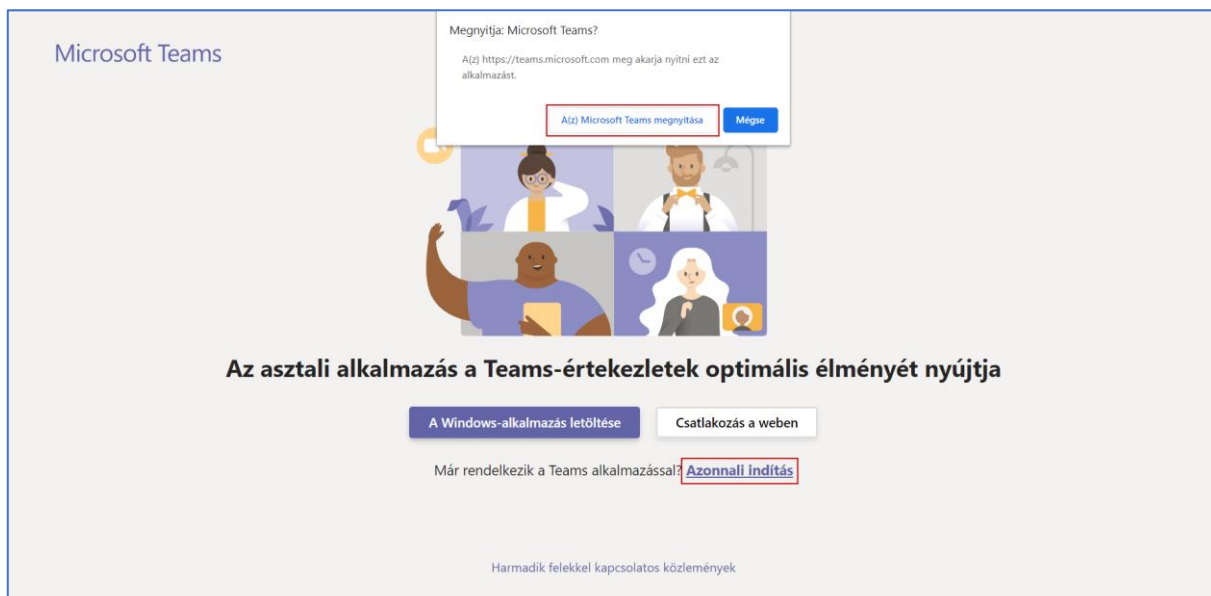 Microsoft Teams
Megnyitja: Microsoft Teams?
A(z) https://teams.microsoft.com meg akarja nyitni ezt az
alkalmazást.
A(z) Microsoft Teams megnyitása Mégse
Az asztali alkalmazás a Teams-értekezletek optimális élményét nyújtja
A Windows-alkalmazás letöltése Csatlakozás a weben
Már rendelkezik a Teams alkalmazással? Azonnali indítás
Harmadik felekkel kapcsolatos közlemények